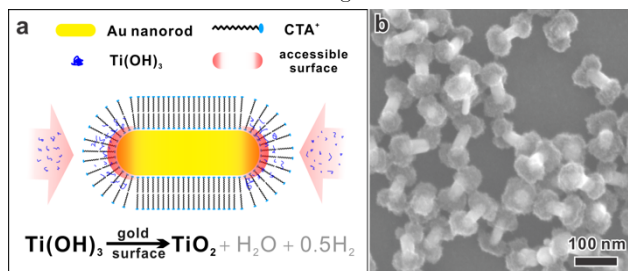 a
Au nanorod
CTA⁺
Ti(OH)₃
accessible
surface
Ti(OH)₃ gold surface → TiO₂ + H₂O + 0.5H₂
b
100 nm